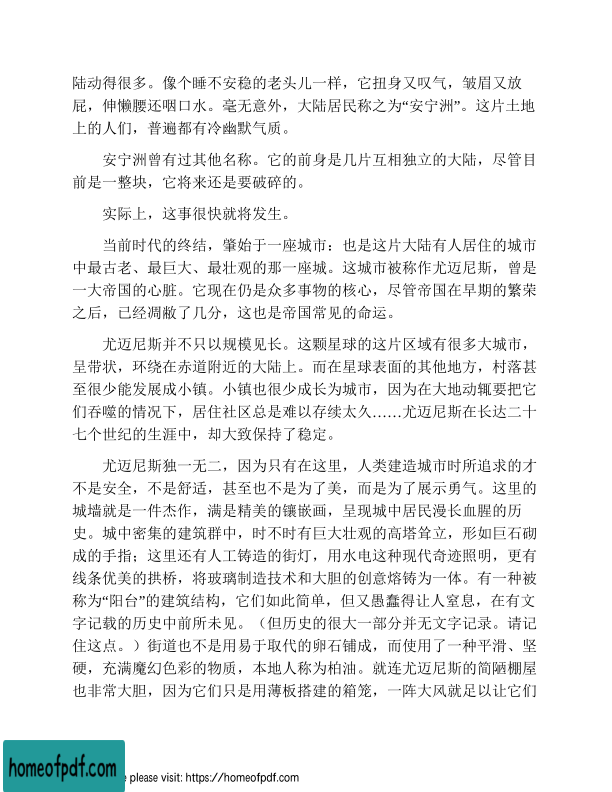 陆动得很多。像个睡不安稳的老头儿一样，它扭身又叹气，皱眉又放
屁，伸懒腰还咽口水。毫无意外，大陆居民称之为“安宁洲”。这片土地
上的人们，普遍都有冷幽默气质。
安宁洲曾有过其他名称。它的前身是几片互相独立的大陆，尽管目
前是一整块，它将来还是要破碎的。
实际上，这事很快就将发生。
当前时代的终结，肇始于一座城市：也是这片大陆有人居住的城市
中最古老、最巨大、最壮观的那一座城。这城市被称作尤迈尼斯，曾是
一大帝国的心脏。它现在仍是众多事物的核心，尽管帝国在早期的繁荣
之后，已经凋敝了几分，这也是帝国常见的命运。
尤迈尼斯并不只以规模见长。这颗星球的这片区域有很多大城市，
呈带状，环绕在赤道附近的大陆上。而在星球表面的其他地方，村落甚
至很少能发展成小镇。小镇也很少成长为城市，因为在大地动辄要把它
们吞噬的情况下，居住社区总是难以存续太久……尤迈尼斯在长达二十
七个世纪的生涯中，却大致保持了稳定。
尤迈尼斯独一无二，因为只有在这里，人类建造城市时所追求的才
不是安全，不是舒适，甚至也不是为了美，而是为了展示勇气。这里的
城墙就是一件杰作，满是精美的镶嵌画，呈现城中居民漫长血腥的历
史。城中密集的建筑群中，时不时有巨大壮观的高塔耸立，形如巨石砌
成的手指；这里还有人工铸造的街灯，用水电这种现代奇迹照明，更有
线条优美的拱桥，将玻璃制造技术和大胆的创意熔铸为一体。有一种被
称为“阳台”的建筑结构，它们如此简单，但又愚蠢得让人窒息，在有文
字记载的历史中前所未见。（但历史的很大一部分并无文字记录。请记
住这点。）街道也不是用易于取代的卵石铺成，而使用了一种平滑、坚
硬，充满魔幻色彩的物质，本地人称为柏油。就连尤迈尼斯的简陋棚屋
也非常大胆，因为它们只是用薄板搭建的箱笼，一阵大风就足以让它们
homeofpdf.com
e please visit: https://homeofpdf.com